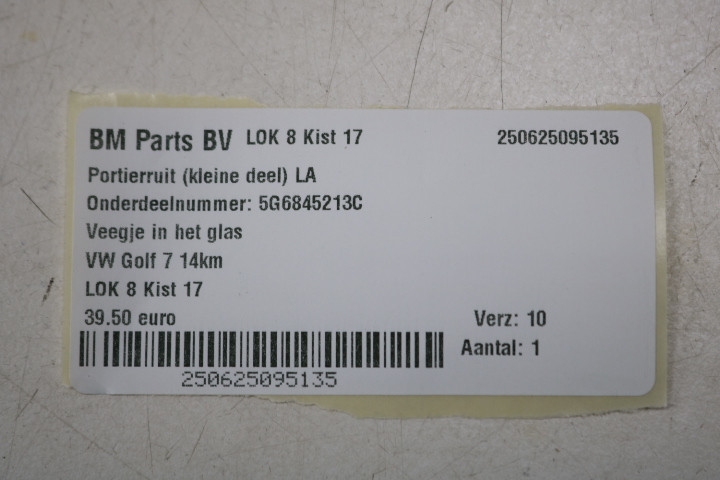 BM Parts BV LOK 8 Kist 17 250625095135
Portierruit (kleine deel) LA
Onderdeelnummer: 5G6845213C
Veegje in het glas
VW Golf 7 14km
LOK 8 Kist 17
39.50 euro Verz: 10
Aantal: 1
250625095135